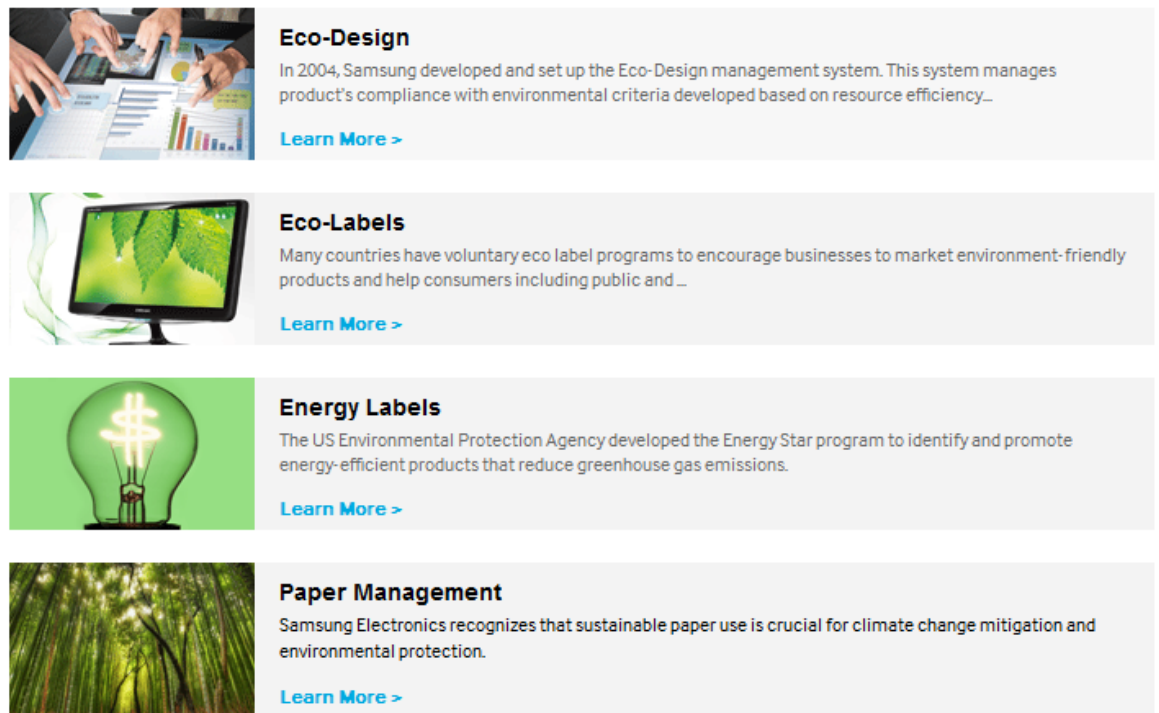 Eco-Design
In 2004, Samsung developed and set up the Eco-Design management system. This system manages
product's compliance with environmental criteria developed based on resource efficiency...
Learn More >
Eco-Labels
Many countries have voluntary eco label programs to encourage businesses to market environment-friendly
products and help consumers including public and ...
Learn More >
Energy Labels
The US Environmental Protection Agency developed the Energy Star program to identify and promote
energy-efficient products that reduce greenhouse gas emissions.
Learn More >
Paper Management
Samsung Electronics recognizes that sustainable paper use is crucial for climate change mitigation and
environmental protection.
Learn More >